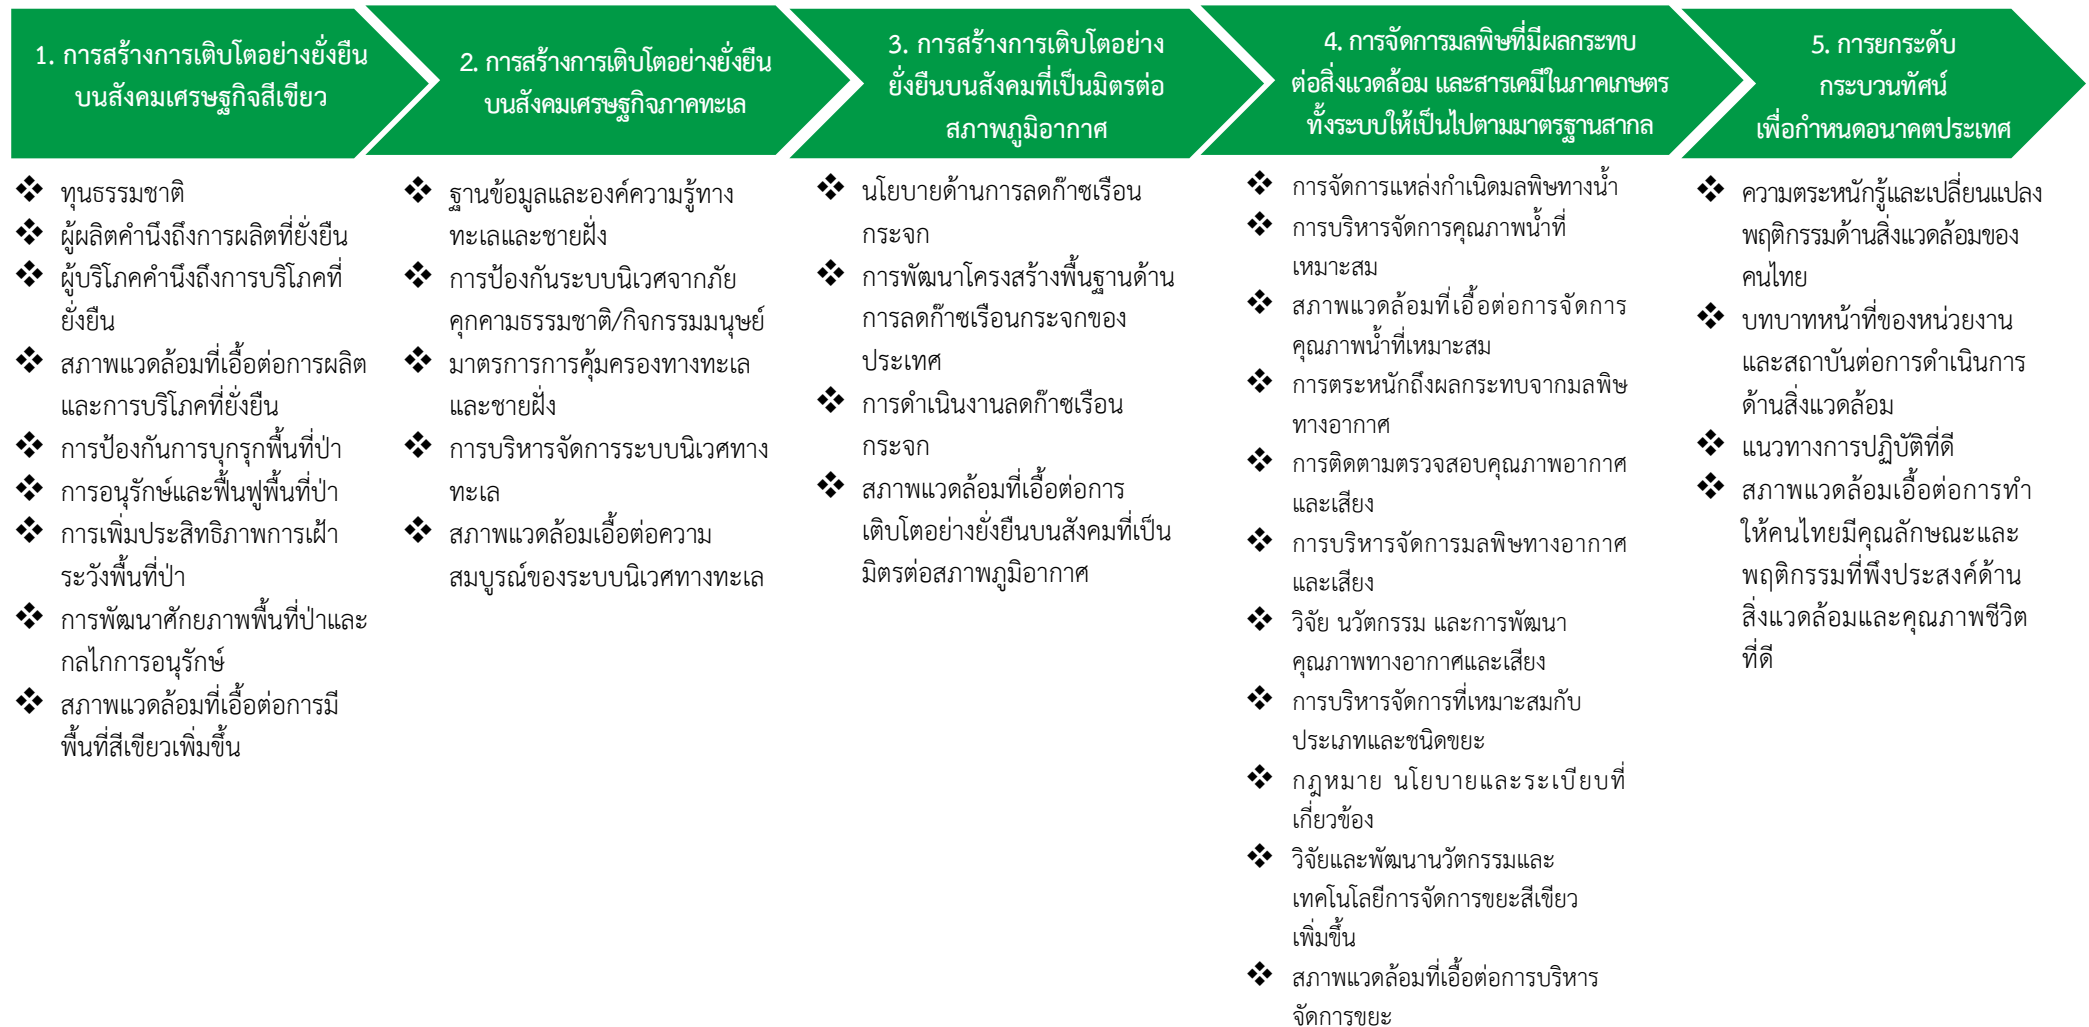 1. การสร้างการเติบโตอย่างยั่งยืน
บนสังคมเศรษฐกิจสีเขียว
❖ ทุนธรรมชาติ
❖ ผู้ผลิตคำนึงถึงการผลิตที่ยั่งยืน
❖ ผู้บริโภคคำนึงถึงการบริโภคที่
ยั่งยืน
❖ สภาพแวดล้อมที่เอื้อต่อการผลิต
และการบริโภคที่ยั่งยืน
❖ การป้องกันการบุกรุกพื้นที่ป่า
❖ การอนุรักษ์และฟื้นฟูพื้นที่ป่า
❖ การเพิ่มประสิทธิภาพการเฝ้า
ระวังพื้นที่ป่า
❖ การพัฒนาศักยภาพพื้นที่ป่าและ
กลไกการอนุรักษ์
❖ สภาพแวดล้อมที่เอื้อต่อการมี
พื้นที่สีเขียวเพิ่มขึ้น
2. การสร้างการเติบโตอย่างยั่งยืน
บนสังคมเศรษฐกิจภาคทะเล
❖ ฐานข้อมูลและองค์ความรู้ทาง
ทะเลและชายฝั่ง
❖ การป้องกันระบบนิเวศจากภัย
คุกคามธรรมชาติ/กิจกรรมมนุษย์
❖ มาตรการการคุ้มครองทางทะเล
และชายฝั่ง
❖ การบริหารจัดการระบบนิเวศทาง
ทะเล
❖ สภาพแวดล้อมเอื้อต่อความ
สมบูรณ์ของระบบนิเวศทางทะเล
3. การสร้างการเติบโตอย่าง
ยั่งยืนบนสังคมที่เป็นมิตรต่อ
สภาพภูมิอากาศ
❖ นโยบายด้านการลดก๊าซเรือน
กระจก
❖ การพัฒนาโครงสร้างพื้นฐานด้าน
การลดก๊าซเรือนกระจกของ
ประเทศ
❖ การดำเนินงานลดก๊าซเรือน
กระจก
❖ สภาพแวดล้อมที่เอื้อต่อการ
เติบโตอย่างยั่งยืนบนสังคมที่เป็น
มิตรต่อสภาพภูมิอากาศ
4. การจัดการมลพิษที่มีผลกระทบ
ต่อสิ่งแวดล้อม และสารเคมีในภาคเกษตร
ทั้งระบบให้เป็นไปตามมาตรฐานสากล
❖ การจัดการแหล่งกำเนิดมลพิษทางน้ำ
❖ การบริหารจัดการคุณภาพน้ำที่
เหมาะสม
❖ สภาพแวดล้อมที่เอื้อต่อการจัดการ
คุณภาพน้ำที่เหมาะสม
❖ การตระหนักถึงผลกระทบจากมลพิษ
ทางอากาศ
❖ การติดตามตรวจสอบคุณภาพอากาศ
และเสียง
❖ การบริหารจัดการมลพิษทางอากาศ
และเสียง
❖ วิจัย นวัตกรรม และการพัฒนา
คุณภาพทางอากาศและเสียง
❖ การบริหารจัดการที่เหมาะสมกับ
ประเภทและชนิดขยะ
❖ กฎหมาย นโยบายและระเบียบที่
เกี่ยวข้อง
❖ วิจัยและพัฒนานวัตกรรมและ
เทคโนโลยีการจัดการขยะสีเขียว
เพิ่มขึ้น
❖ สภาพแวดล้อมที่เอื้อต่อการบริหาร
จัดการขยะ
5. การยกระดับ
กระบวนทัศน์
เพื่อกำหนดอนาคตประเทศ
❖ ความตระหนักรู้และเปลี่ยนแปลง
พฤติกรรมด้านสิ่งแวดล้อมของ
คนไทย
❖ บทบาทหน้าที่ของหน่วยงาน
และสถาบันต่อการดำเนินการ
ด้านสิ่งแวดล้อม
❖ แนวทางการปฏิบัติที่ดี
❖ สภาพแวดล้อมเอื้อต่อการทำ
ให้คนไทยมีคุณลักษณะและ
พฤติกรรมที่พึงประสงค์ด้าน
สิ่งแวดล้อมและคุณภาพชีวิต
ที่ดี